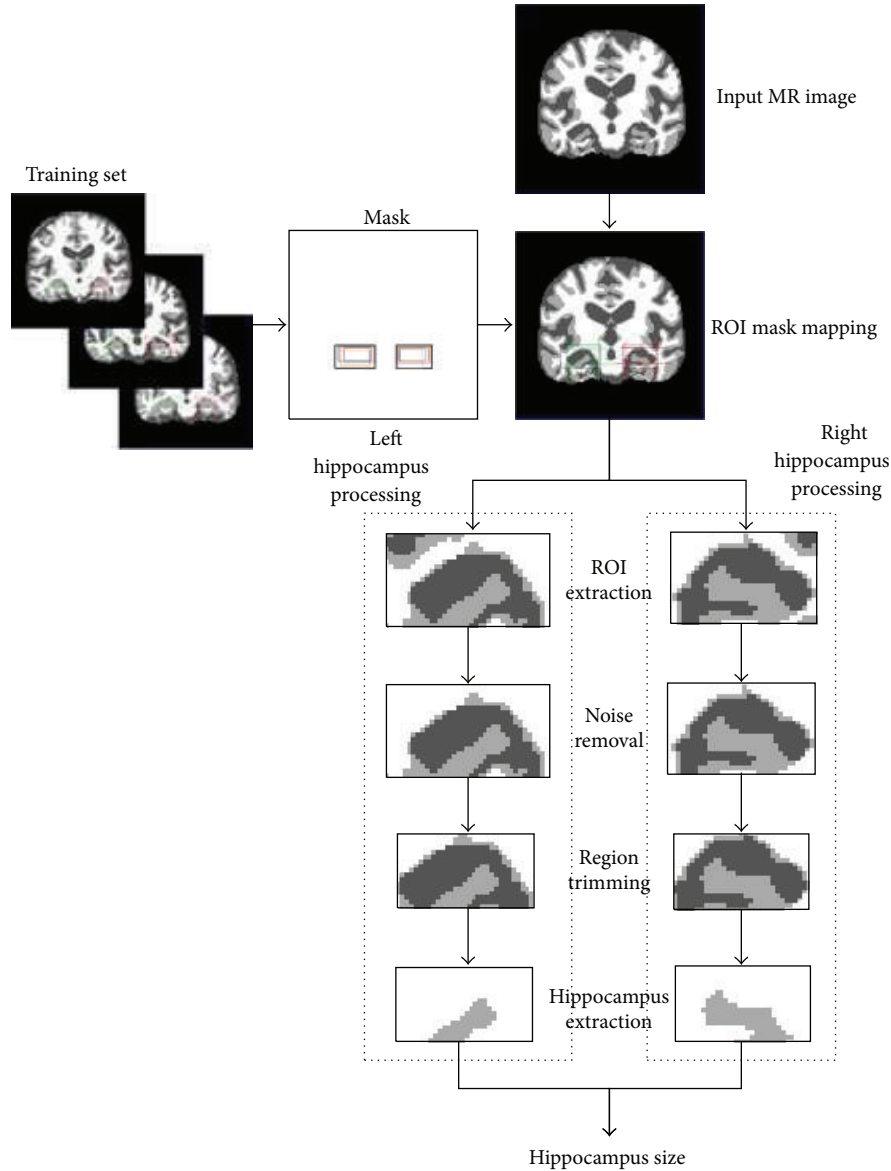 Input MR image
Training set
Mask
ROI mask mapping
Left
hippocampus
processing
Right
hippocampus
processing
ROI
extraction
Noise
removal
Region
trimming
Hippocampus
extraction
Hippocampus size